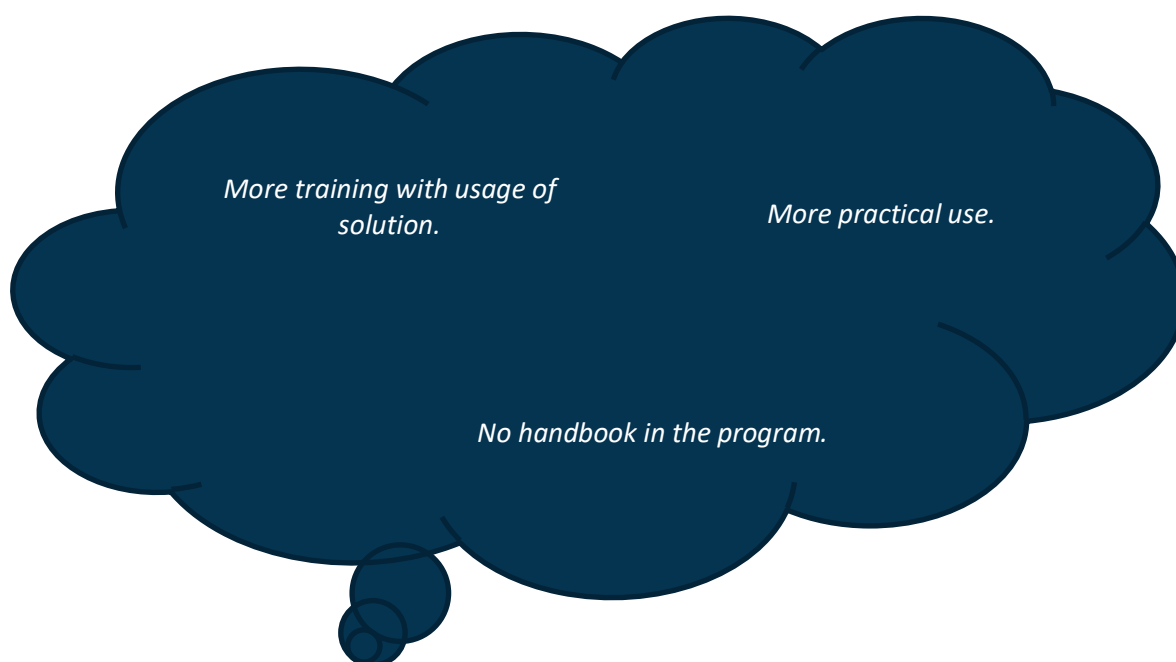 More training with usage of
solution.
More practical use.
No handbook in the program.